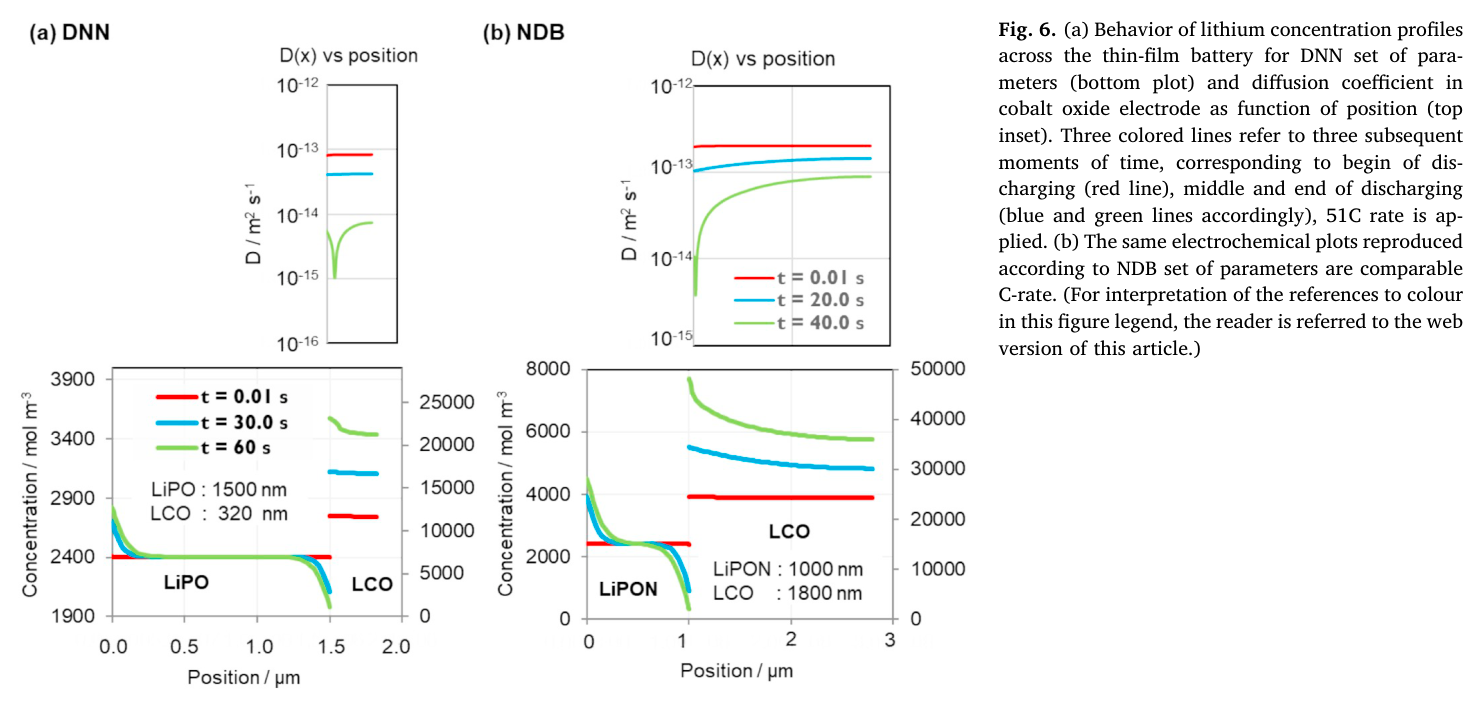 (a) DNN
D(x) vs position
10-12
10-13
10-14
10-15
10-16
D / m2 s-1
3900
3400
2900
2400
1900
Concentration / mol m-3
t = 0.01 s
t = 30.0 s
t = 60 s
LiPO : 1500 nm
LCO : 320 nm
LiPO
LCO
25000
20000
15000
10000
5000
0
0.0 0.5 1.0 1.5 2.0
Position / µm
(b) NDB
D(x) vs position
10-12
10-13
10-14
10-15
D / m2 s-1
t = 0.01 s
t = 20.0 s
t = 40.0 s
8000
6000
4000
2000
0
Concentration / mol m-3
50000
40000
30000
20000
10000
0
LCO
LiPON
LiPON : 1000 nm
LCO : 1800 nm
0 1 2 3
Position / µm
Fig. 6. (a) Behavior of lithium concentration profiles
across the thin-film battery for DNN set of para-
meters (bottom plot) and diffusion coefficient in
cobalt oxide electrode as function of position (top
inset). Three colored lines refer to three subsequent
moments of time, corresponding to begin of dis-
charging (red line), middle and end of discharging
(blue and green lines accordingly), 51C rate is ap-
plied. (b) The same electrochemical plots reproduced
according to NDB set of parameters are comparable
C-rate. (For interpretation of the references to colour
in this figure legend, the reader is referred to the web
version of this article.)